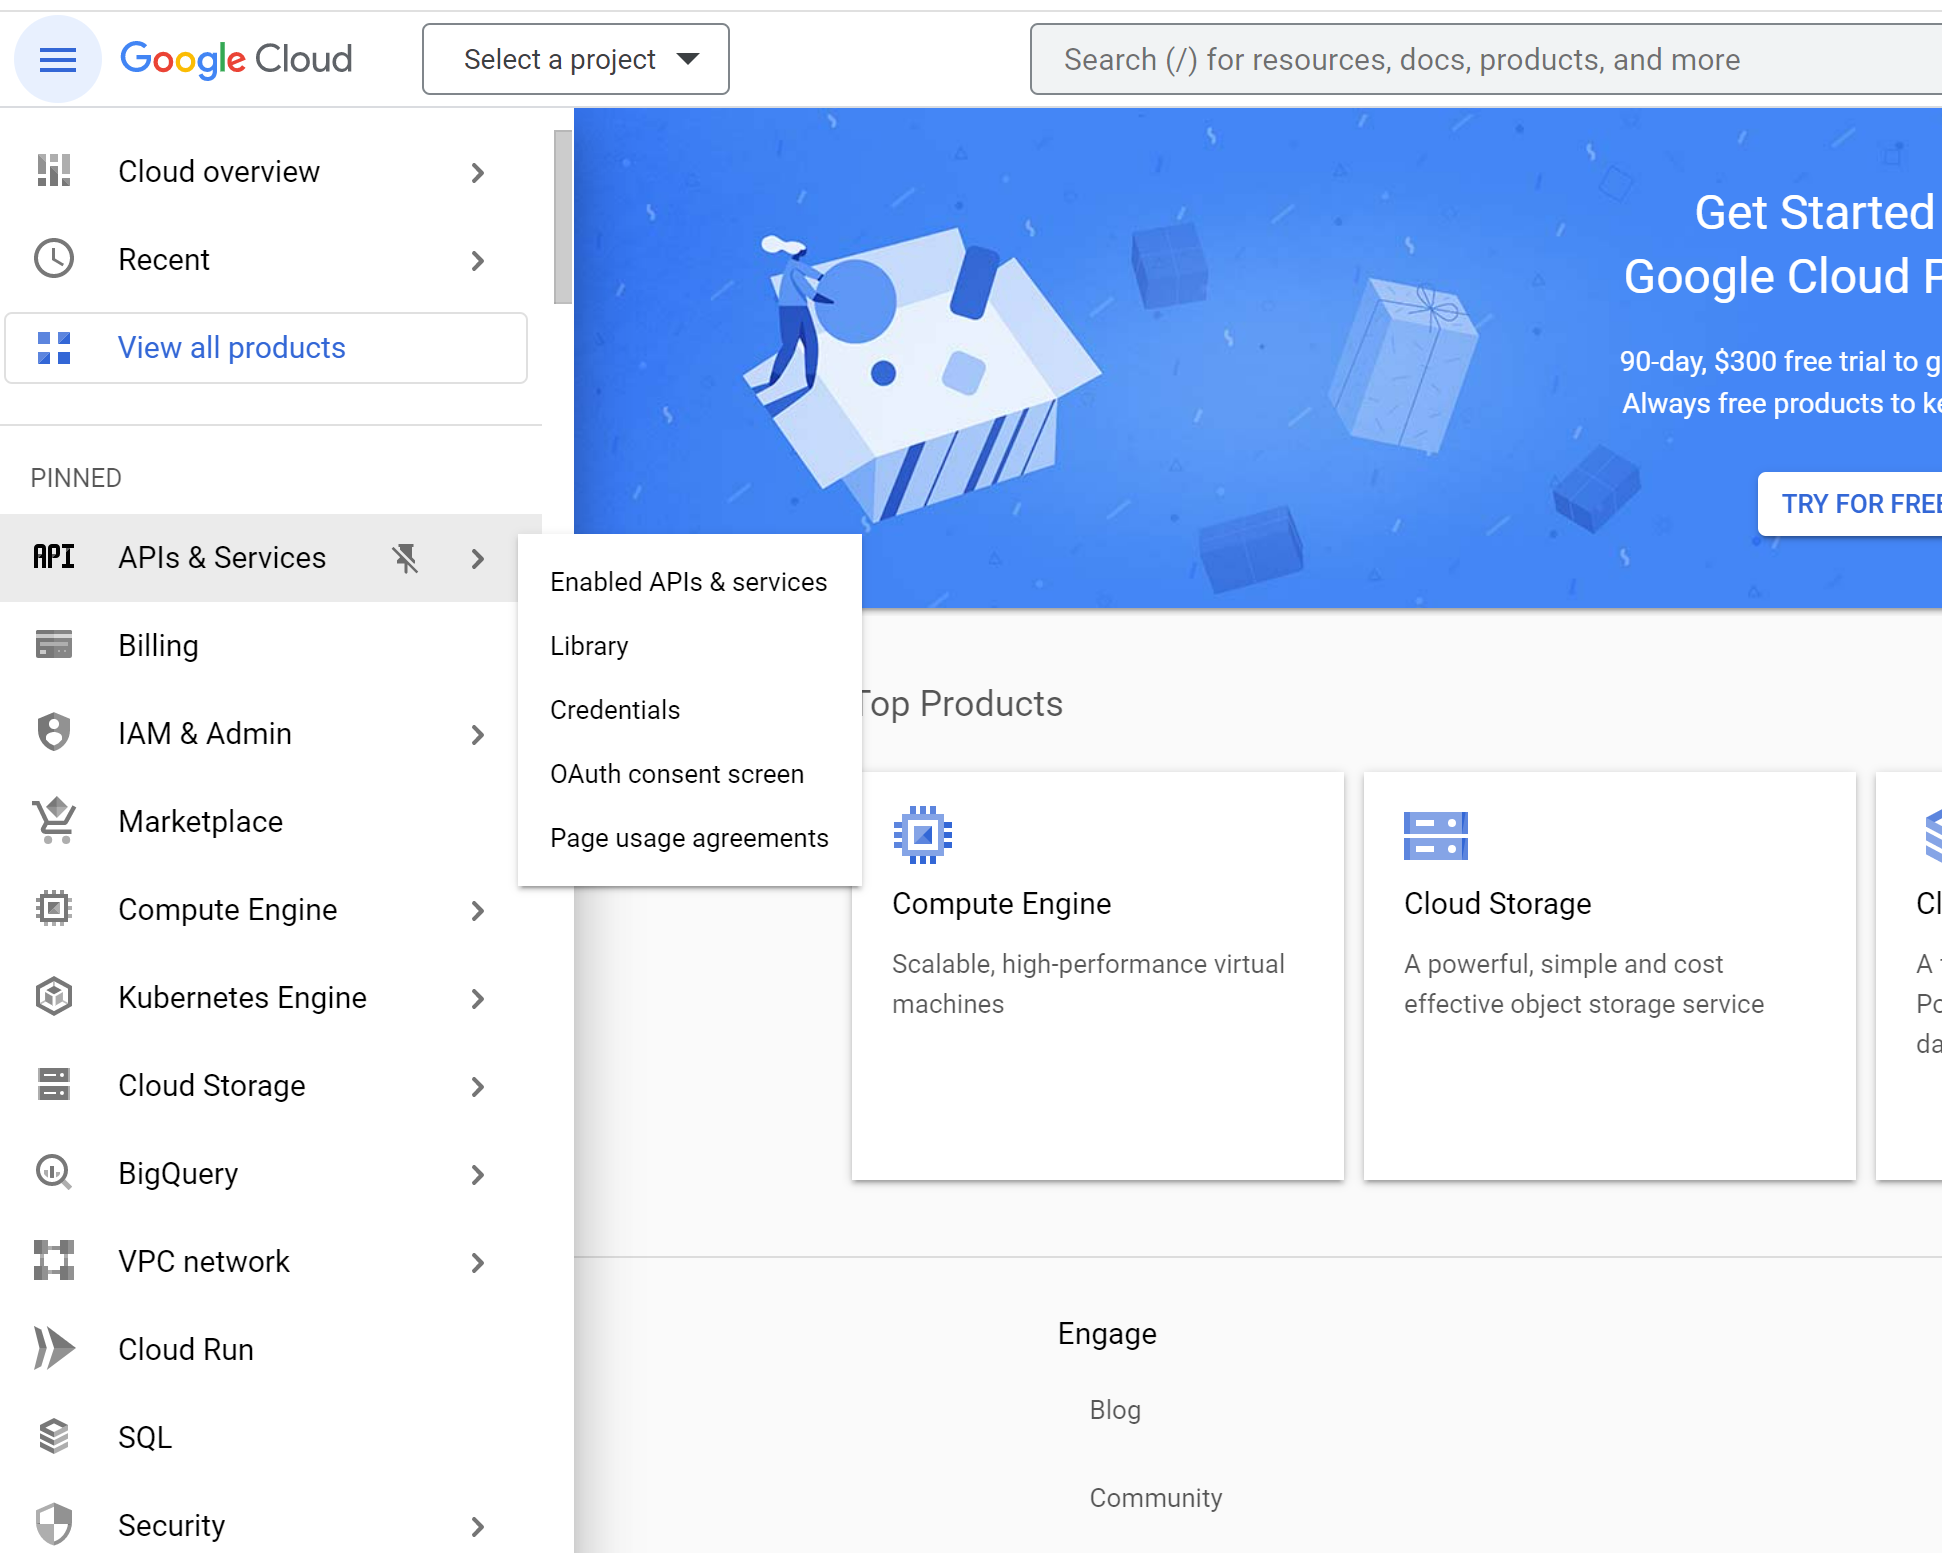 Google Cloud
Select a project
Search (/) for resources, docs, products, and more
Cloud overview
Recent
View all products
PINNED
API APIs & Services
Billing
IAM & Admin
Marketplace
Compute Engine
Kubernetes Engine
Cloud Storage
BigQuery
VPC network
Cloud Run
SQL
Security
Enabled APIs & services
Library
Credentials
OAuth consent screen
Page usage agreements
Get Started
Google Cloud
90-day, $300 free trial to
Always free products to
TRY FOR FREE
Top Products
Compute Engine
Scalable, high-performance virtual
machines
Cloud Storage
A powerful, simple and cost
effective object storage service
A
Engage
Blog
Community